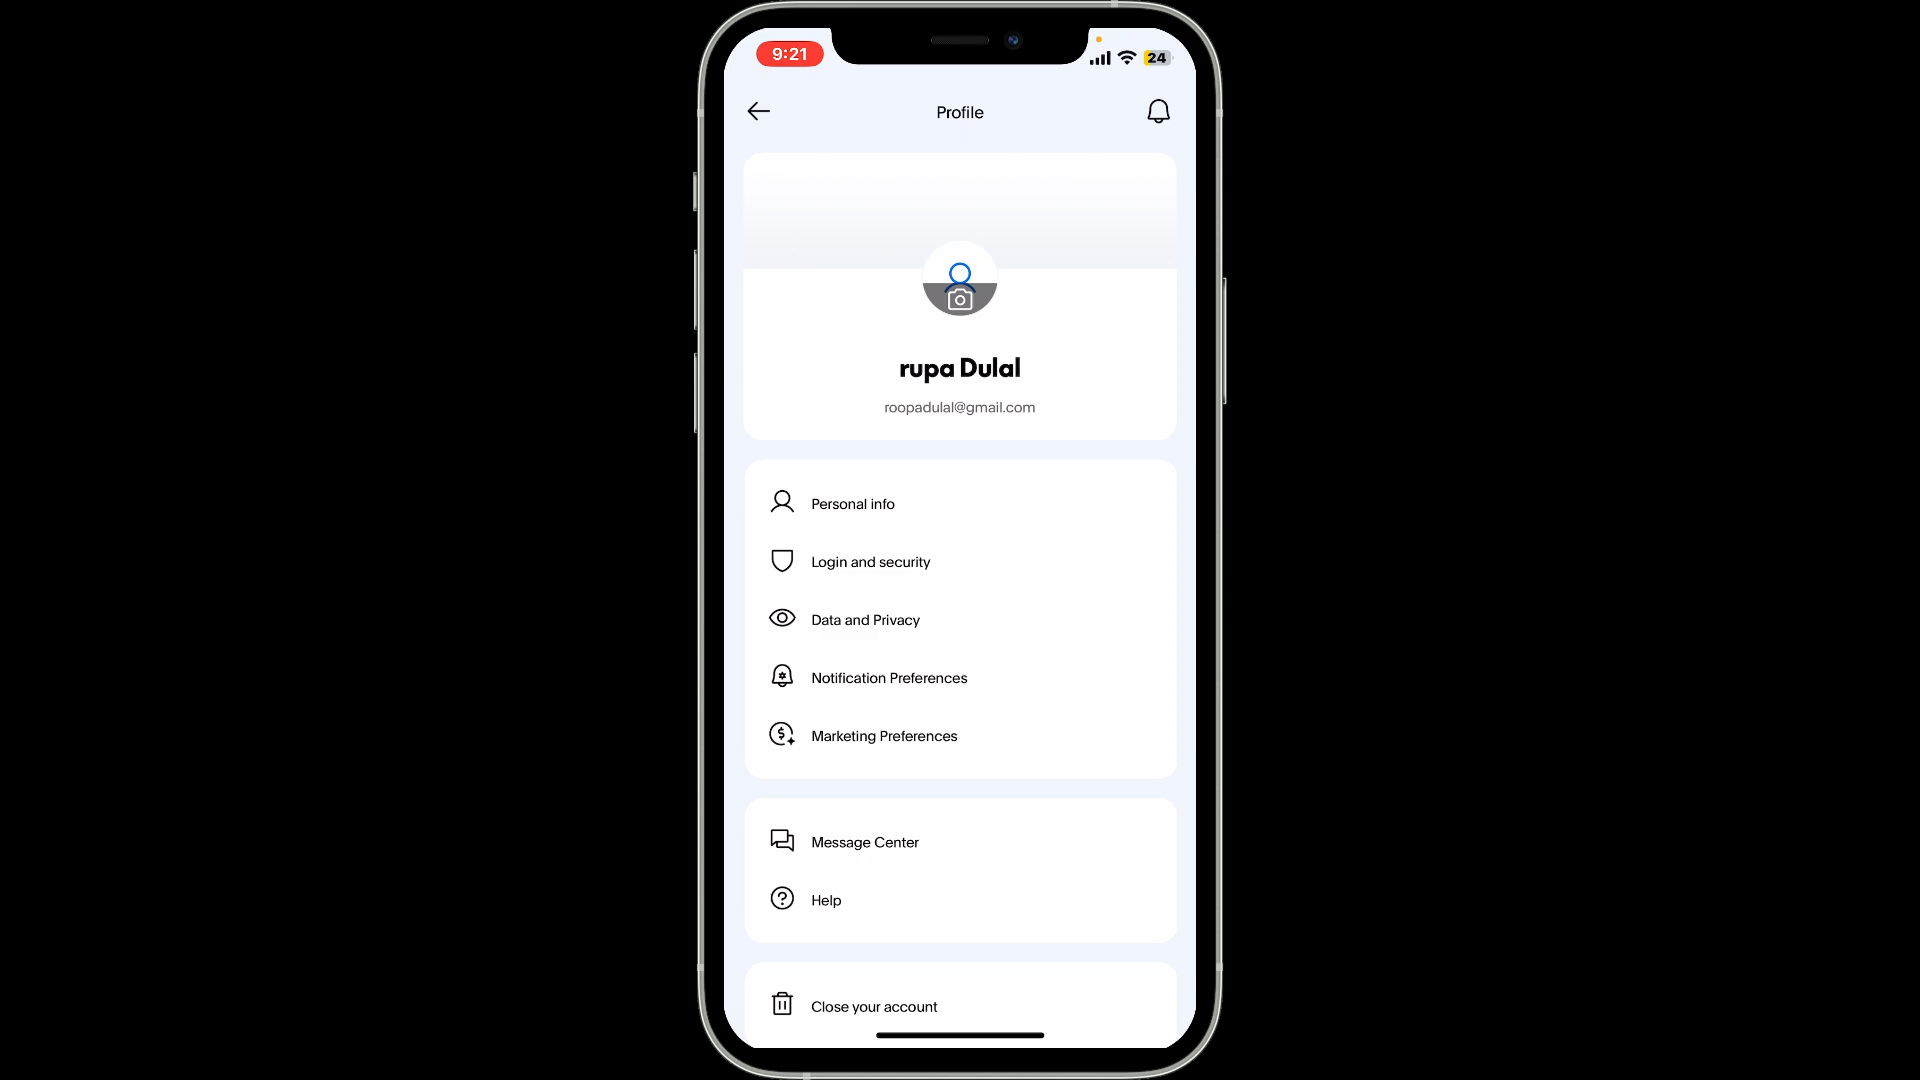 9:21
24
Profile
rupa Dulal
roopadulal@gmail.com
Personal info
Login and security
Data and Privacy
Notification Preferences
Marketing Preferences
Message Center
Help
Close your account